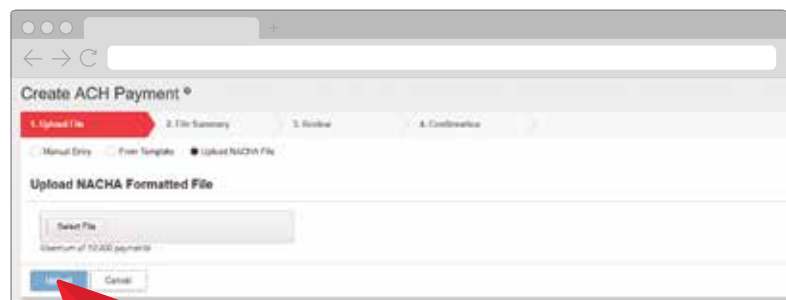 +
Create ACH Payment
1. Upload File 2. File Summary 3. Review 4. Confirmation
Manual Entry From Template Upload NACHA File
Upload NACHA Formatted File
Select File
Maximum of 10,000 payments
Upload Cancel